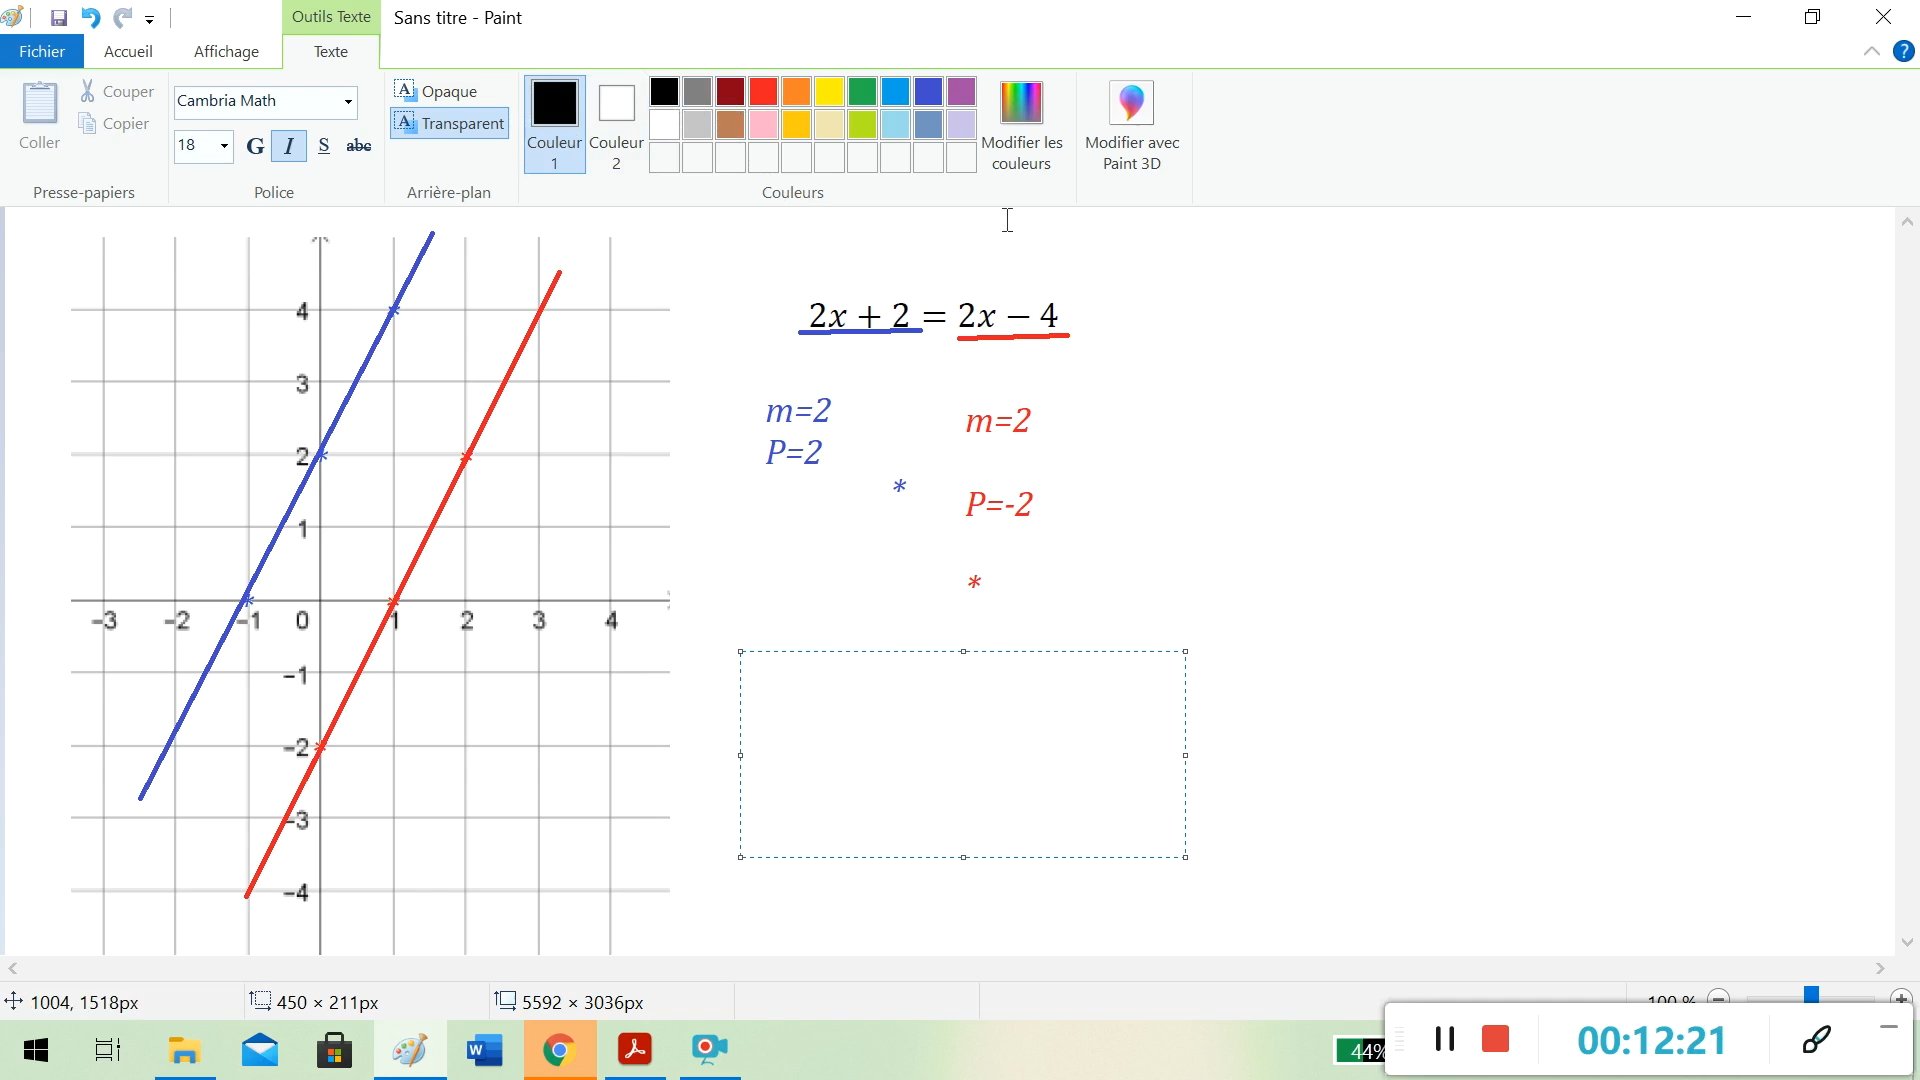 Outils Texte
Sans titre - Paint
Fichier
Accueil
Affichage
Texte
?
Coller
Couper
Copier
Presse-papiers
Cambria Math
18
G I S abc
Police
A Opaque
A Transparent
Arrière-plan
Couleur
1
Couleur
2
Couleurs
Modifier les
couleurs
Modifier avec
Paint 3D
4
3
2
1
-3 -2 -1 0 1 2 3 4
-1
-2
-3
-4
2x + 2 = 2x − 4
m=2
P=2
*
m=2
P=-2
*
1004, 1518px
450 × 211px
5592 × 3036px
100 %
W
44%
00:12:21